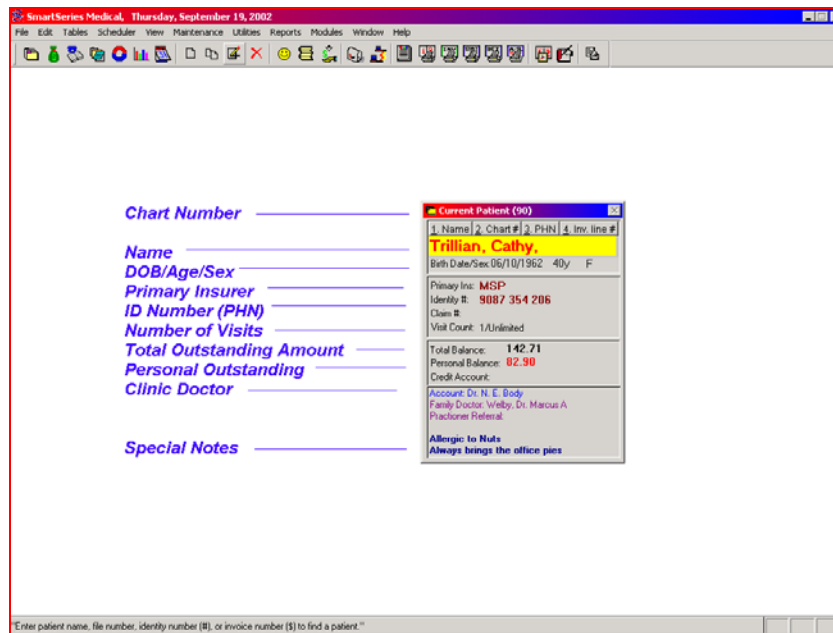 SmartSeries Medical, Thursday, September 19, 2002
File Edit Tables Scheduler View Maintenance Utilities Reports Modules Window Help
Chart Number
Name
DOB/Age/Sex
Primary Insurer
ID Number (PHN)
Number of Visits
Total Outstanding Amount
Personal Outstanding
Clinic Doctor
Special Notes
Current Patient (90)
1. Name 2. Chart # 3. PHN 4. Inv. line #
Trillian, Cathy,
Birth Date/Sex: 06/10/1962 40y F
Primary Ins: MSP
Identity #: 9087 354 206
Claim #:
Visit Count: 1/Unlimited
Total Balance: 142.71
Personal Balance: 82.90
Credit Account:
Account: Dr. N. E. Body
Family Doctor: Welby, Dr. Marcus A
Practioner Referral:
Allergic to Nuts
Always brings the office pies
"Enter patient name, file number, identity number (#), or invoice number ($) to find a patient."